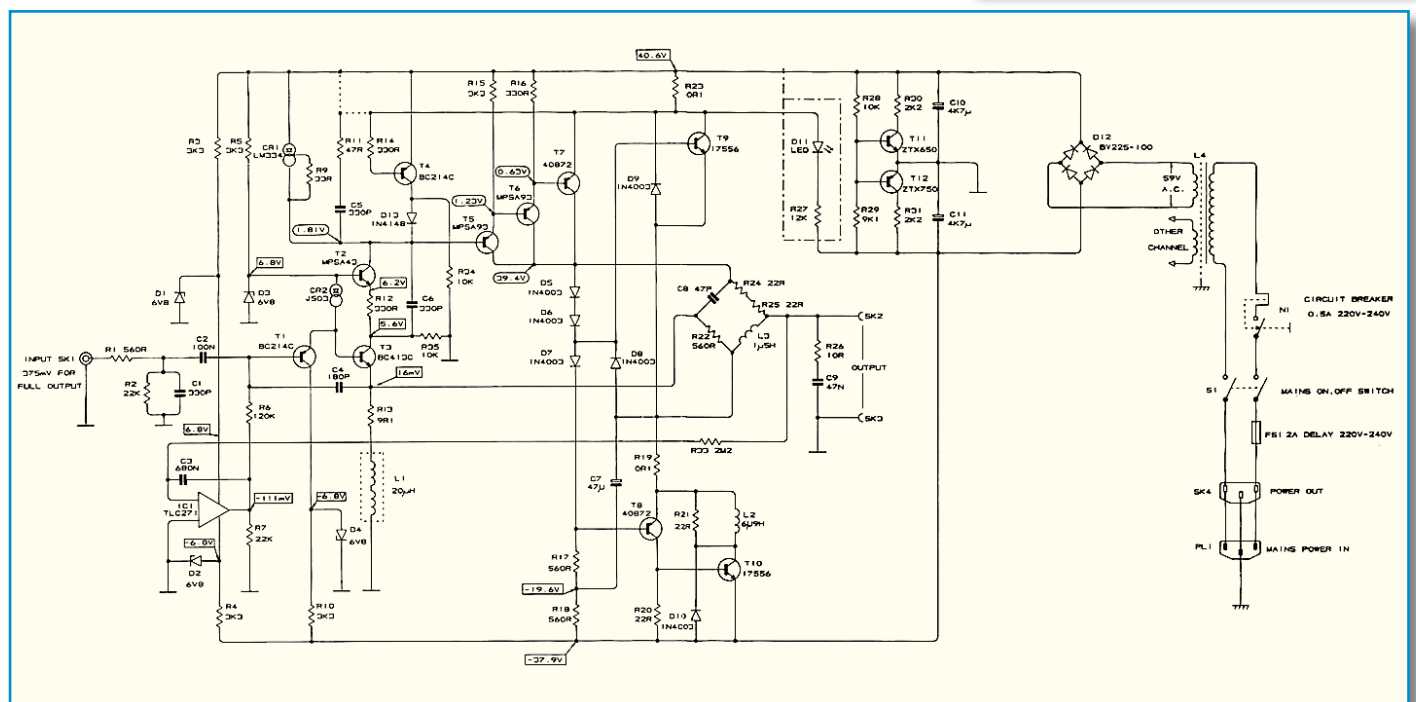 40.6V
R15
3K3
R16
330R
R23
0R1
R3
3K3
R5
3K3
CR1
LM334
R9
33R
R11
47R
R14
330R
T4
BC214C
T7
40872
T9
17556
D11
LED
R28
10K
R30
2K2
C10
4K7µ
T11
ZTX650
D12
BV225-100
L4
59V
A.C.
0.63V
T6
MPSA93
1.23V
T5
MPSA93
D9
1N4003
T12
ZTX750
C5
330P
D13
1N4148
1.81V
R27
12K
R29
9K1
R31
2K2
C11
4K7µ
OTHER
CHANNEL
6.8V
T2
MPSA43
6.2V
39.4V
R34
10K
D1
6V8
D3
6V8
CR2
J503
R12
330R
C6
330P
D5
1N4003
C8 47P
R24 22R
R25 22R
CIRCUIT BREAKER
0.5A 220V-240V
N1
5.6V
D6
1N4003
SK2
INPUT SK1
375mV FOR
FULL OUTPUT
R1 560R
C2
100N
T1
BC214C
T3
BC413C
R35
10K
D7
1N4003
D8
1N4003
R22
560R
L3
1µ5H
R26
10R
OUTPUT
C9
47N
SK3
R2
22K
C1
330P
C4
180P
16mV
S1
MAINS ON.OFF SWITCH
R6
120K
R13
9R1
6.8V
R33 2M2
FS1 2A DELAY 220V-240V
C3
680N
L1
20µH
R19
0R1
C7
47µ
IC1
TLC271
-111mV
-6.8V
SK4
POWER OUT
R7
22K
D4
6V8
T8
40872
R21
22R
L2
6µ9H
-6.8V
D2
6V8
R17
560R
T10
17556
PL1
MAINS POWER IN
-19.6V
R4
3K3
R10
3K3
R18
560R
R20
22R
D10
1N4003
-37.9V